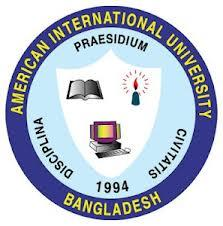 AMERICAN INTERNATIONAL UNIVERSITY
PRAESIDIUM
DISCIPLINA
CIVITATIS
1994
BANGLADESH